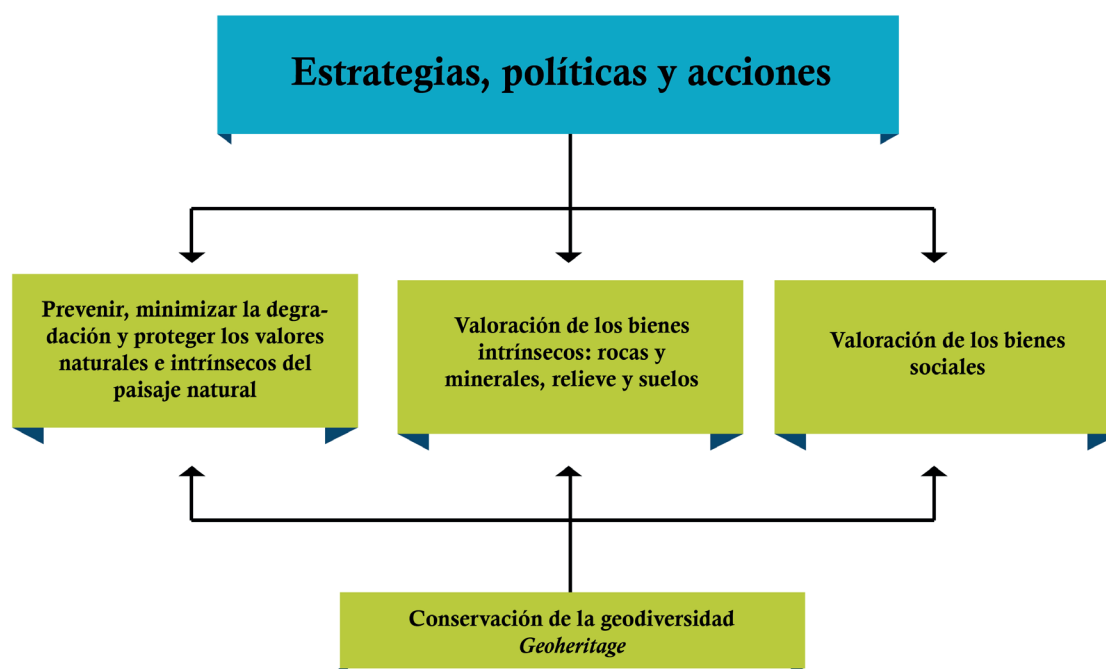 Estrategias, políticas y acciones
Prevenir, minimizar la degra-
dación y proteger los valores
naturales e intrínsecos del
paisaje natural
Valoración de los bienes
intrínsecos: rocas y
minerales, relieve y suelos
Valoración de los bienes
sociales
Conservación de la geodiversidad
Geoheritage